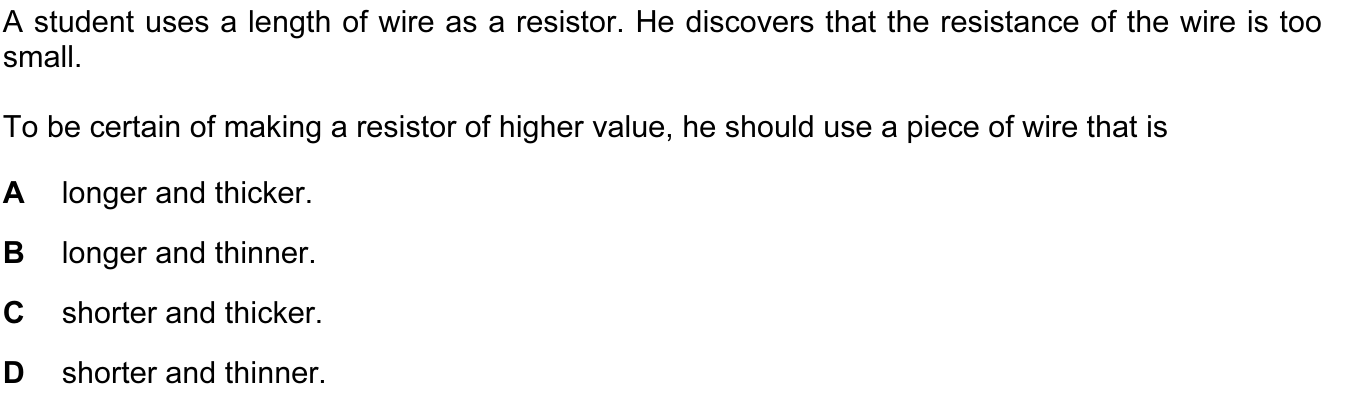 A student uses a length of wire as a resistor. He discovers that the resistance of the wire is too
small.
To be certain of making a resistor of higher value, he should use a piece of wire that is
A longer and thicker.
B longer and thinner.
C shorter and thicker.
D shorter and thinner.